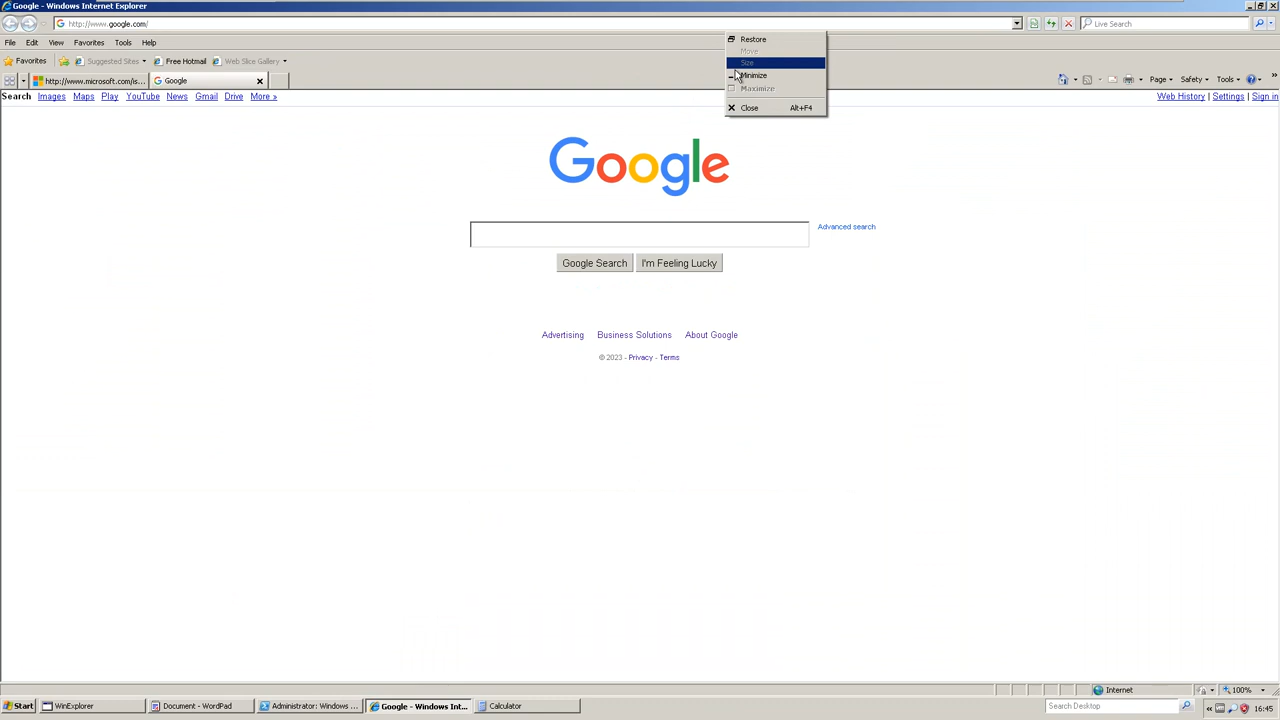 Google - Windows Internet Explorer
http://www.google.com/
Live Search
File Edit View Favorites Tools Help
Favorites Suggested Sites Free Hotmail Web Slice Gallery
http://www.microsoft.com/is... Google
Page Safety Tools
Restore
Move
Size
Minimize
Maximize
Close Alt+F4
Search Images Maps Play YouTube News Gmail Drive More »
Web History | Settings | Sign in
Google
Advanced search
Google Search I'm Feeling Lucky
Advertising Business Solutions About Google
© 2023 - Privacy - Terms
Internet 100%
Start WinExplorer Document - WordPad Administrator: Windows ... Google - Windows Int... Calculator Search Desktop 16:45